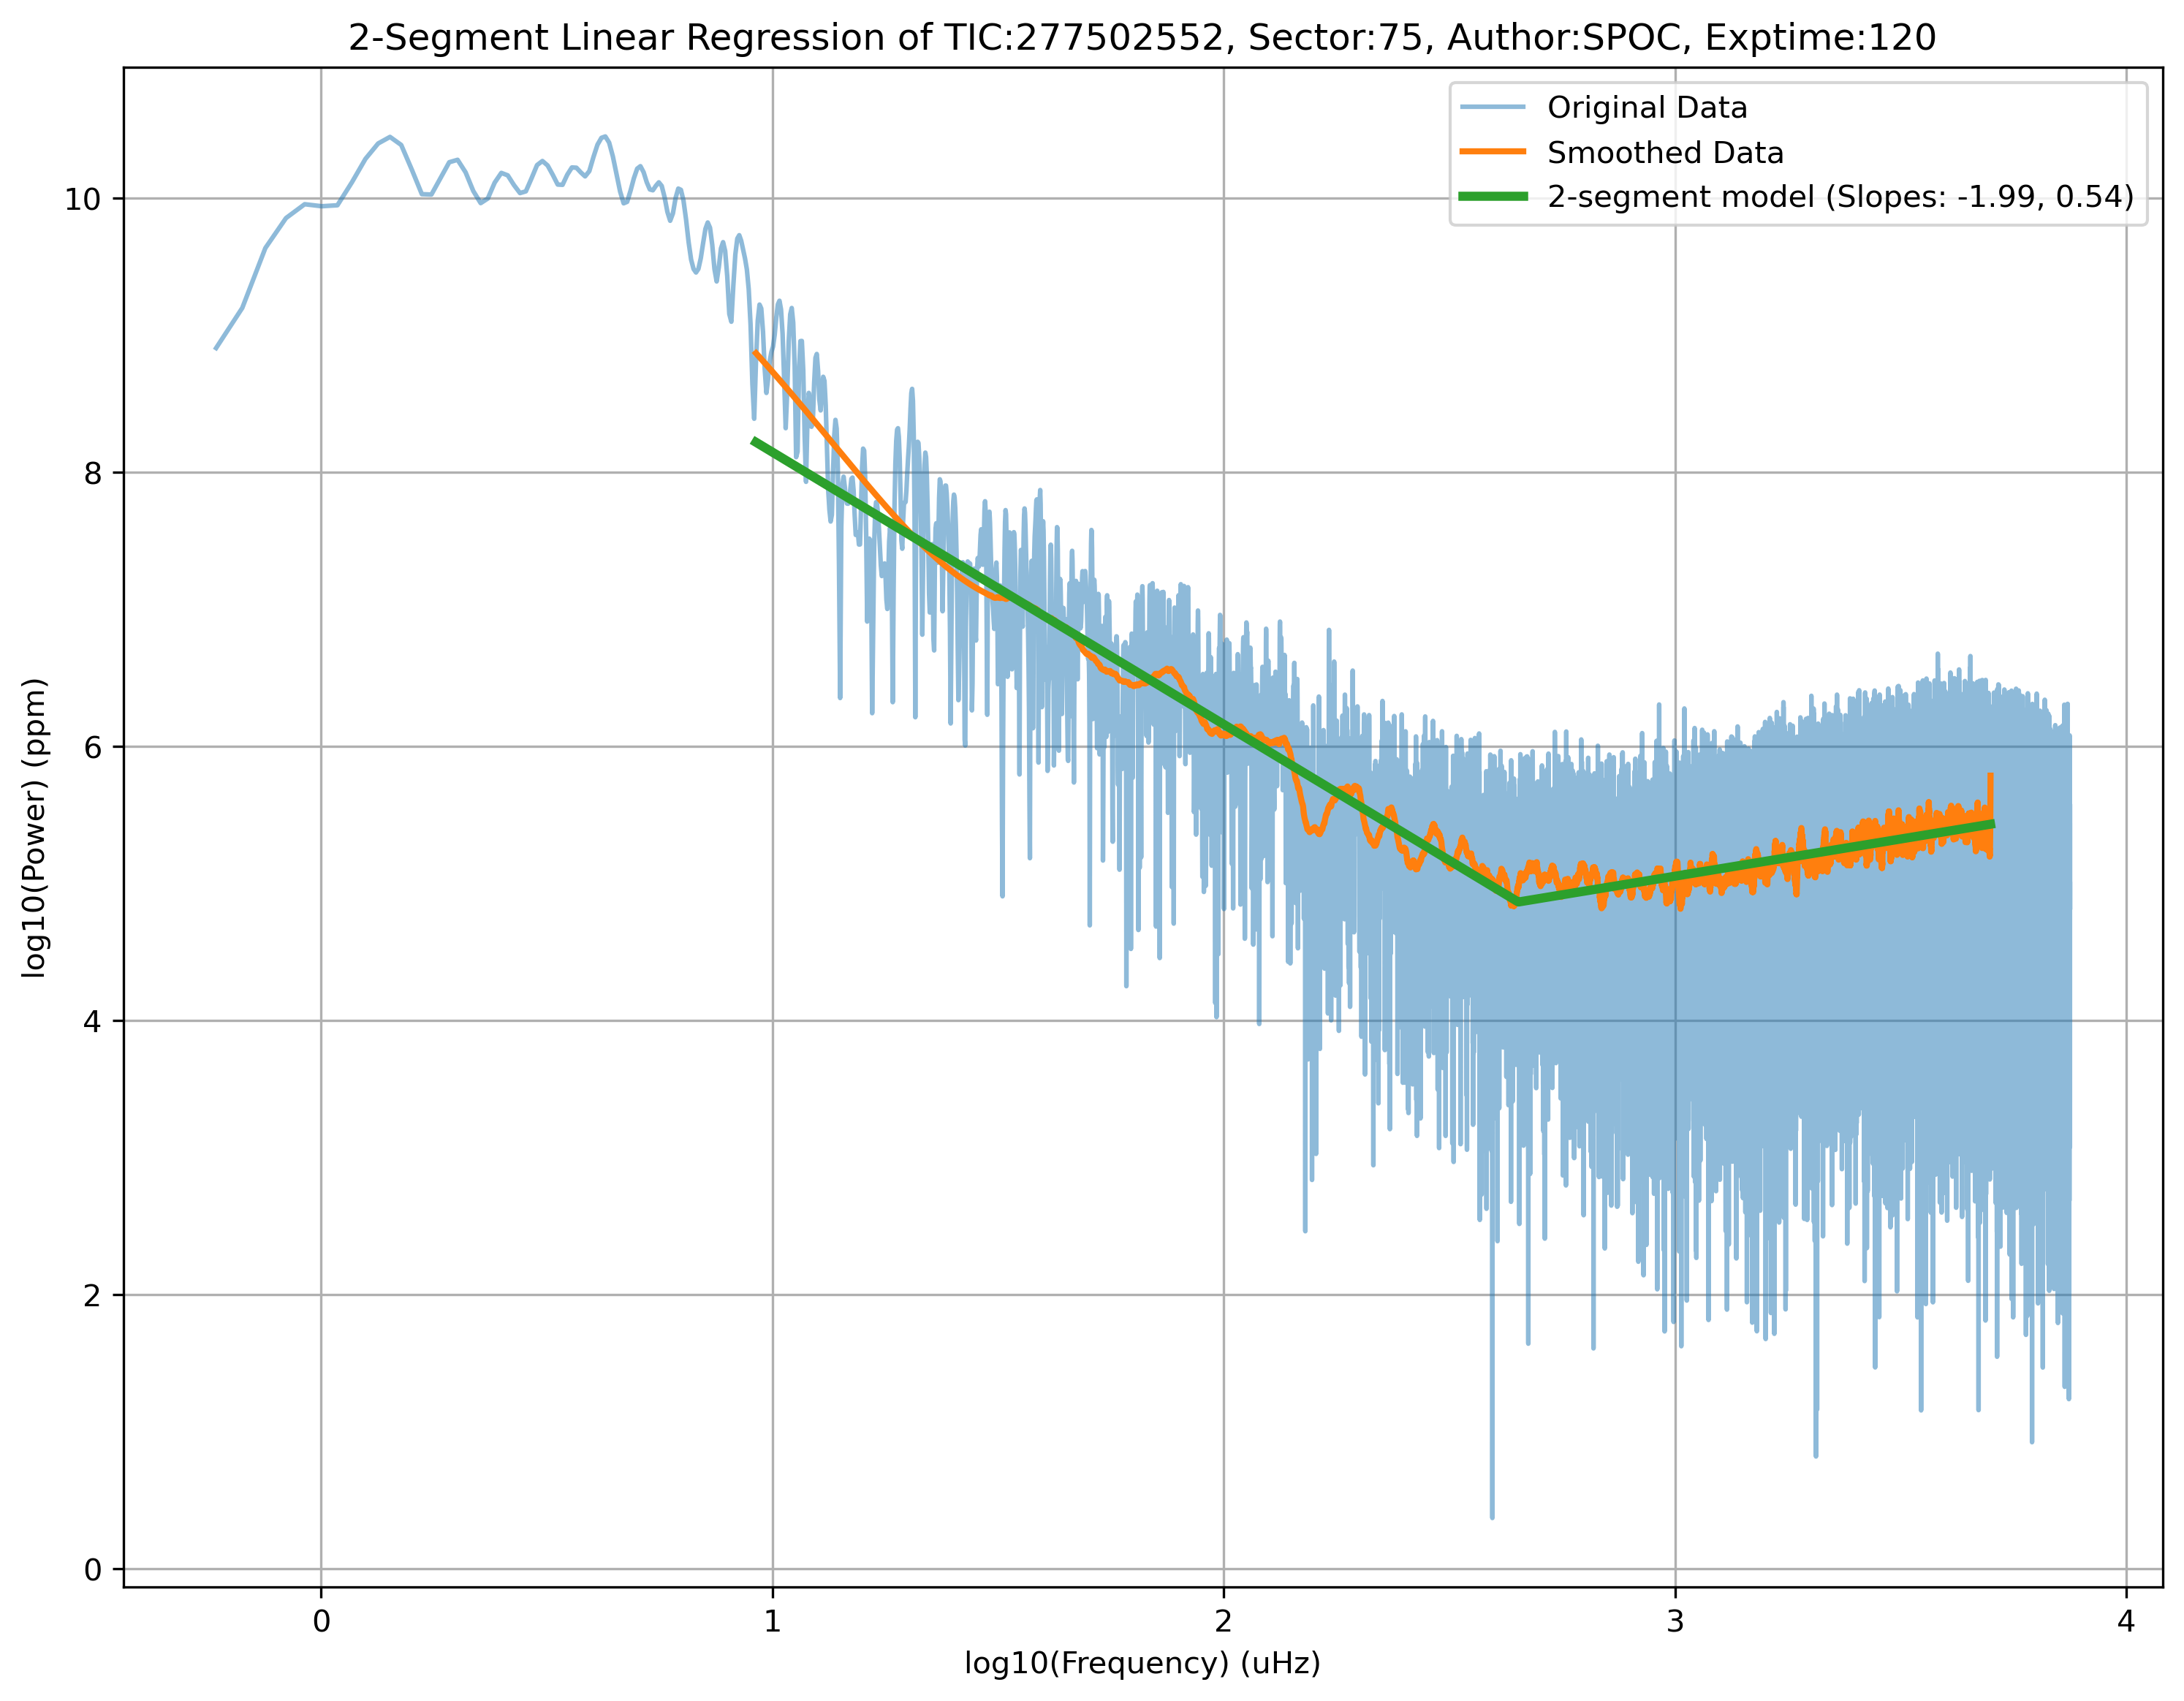 2-Segment Linear Regression of TIC:277502552, Sector:75, Author:SPOC, Exptime:120
Original Data
Smoothed Data
2-segment model (Slopes: -1.99, 0.54)
log10(Power) (ppm)
10
8
6
4
2
0
0 1 2 3 4
log10(Frequency) (uHz)